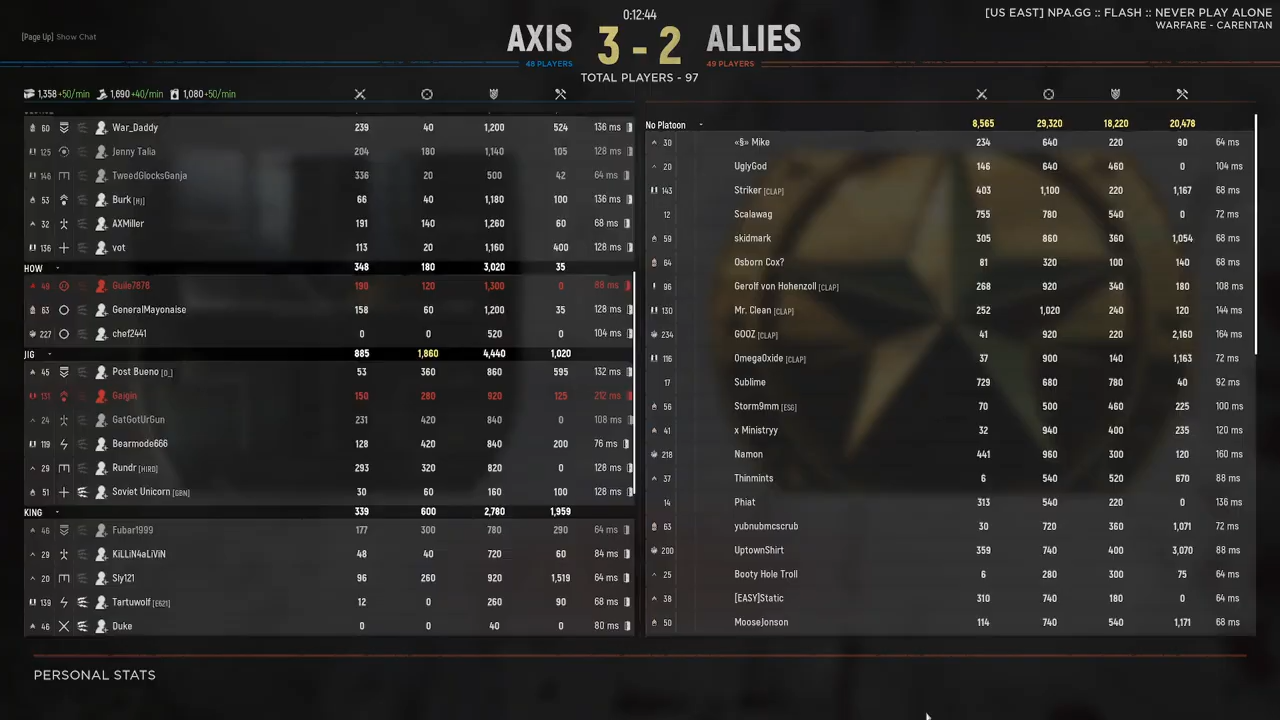 0:12:44
[US EAST] NPA.GG :: FLASH :: NEVER PLAY ALONE
WARFARE - CARENTAN
[Page Up] Show Chat
AXIS 3 - 2 ALLIES
48 PLAYERS 49 PLAYERS
TOTAL PLAYERS - 97
1,358 +50/min 1,690 +40/min 1,080 +50/min
60 War_Daddy 239 40 1,200 524 136 ms
125 Jenny Talia 204 180 1,140 105 128 ms
146 TweedGlocksGanja 336 20 500 42 64 ms
53 Burk [HJ] 66 40 1,180 100 136 ms
32 AXMiller 191 140 1,260 60 68 ms
136 vot 113 20 1,160 400 128 ms
HOW - 348 180 3,020 35
49 Guile7878 190 120 1,300 0 88 ms
63 GeneralMayonaise 158 60 1,200 35 128 ms
227 chef2441 0 0 520 0 104 ms
JIG - 885 1,860 4,440 1,020
45 Post Bueno [D_] 53 360 860 595 132 ms
131 Gaigin 150 280 920 125 212 ms
24 GatGotUrGun 231 420 840 0 108 ms
119 Bearmode666 128 420 840 200 76 ms
29 Rundr [HIRD] 293 320 820 0 128 ms
51 Soviet Unicorn [GBN] 30 60 160 100 128 ms
KING - 339 600 2,780 1,959
46 Fubar1999 177 300 780 290 64 ms
29 KiLLiN4aLiViN 48 40 720 60 84 ms
20 Sly121 96 260 920 1,519 64 ms
139 Tartuwolf [E621] 12 0 260 90 68 ms
46 Duke 0 0 40 0 80 ms
No Platoon - 8,565 29,320 18,220 20,478
30 «§» Mike 234 640 220 90 64 ms
20 UglyGod 146 640 460 0 104 ms
143 Striker [CLAP] 403 1,100 220 1,167 68 ms
12 Scalawag 755 780 540 0 72 ms
59 skidmark 305 860 360 1,054 68 ms
64 Osborn Cox? 81 320 100 140 68 ms
96 Gerolf von Hohenzoll [CLAP] 268 920 340 180 108 ms
130 Mr. Clean [CLAP] 252 1,020 240 120 144 ms
234 GOOZ [CLAP] 41 920 220 2,160 164 ms
116 OmegaOxide [CLAP] 37 900 140 1,163 72 ms
17 Sublime 729 680 780 40 92 ms
56 Storm9mm [ESG] 70 500 460 225 100 ms
41 x Ministryy 32 940 400 235 120 ms
218 Namon 441 960 300 120 160 ms
37 Thinmints 6 540 520 670 88 ms
14 Phiat 313 540 220 0 136 ms
63 yubnubmcscrub 30 720 360 1,071 72 ms
200 UptownShirt 359 740 400 3,070 88 ms
25 Booty Hole Troll 6 280 300 75 64 ms
38 [EASY]Static 310 740 180 0 64 ms
50 MooseJonson 114 740 540 1,171 68 ms
PERSONAL STATS